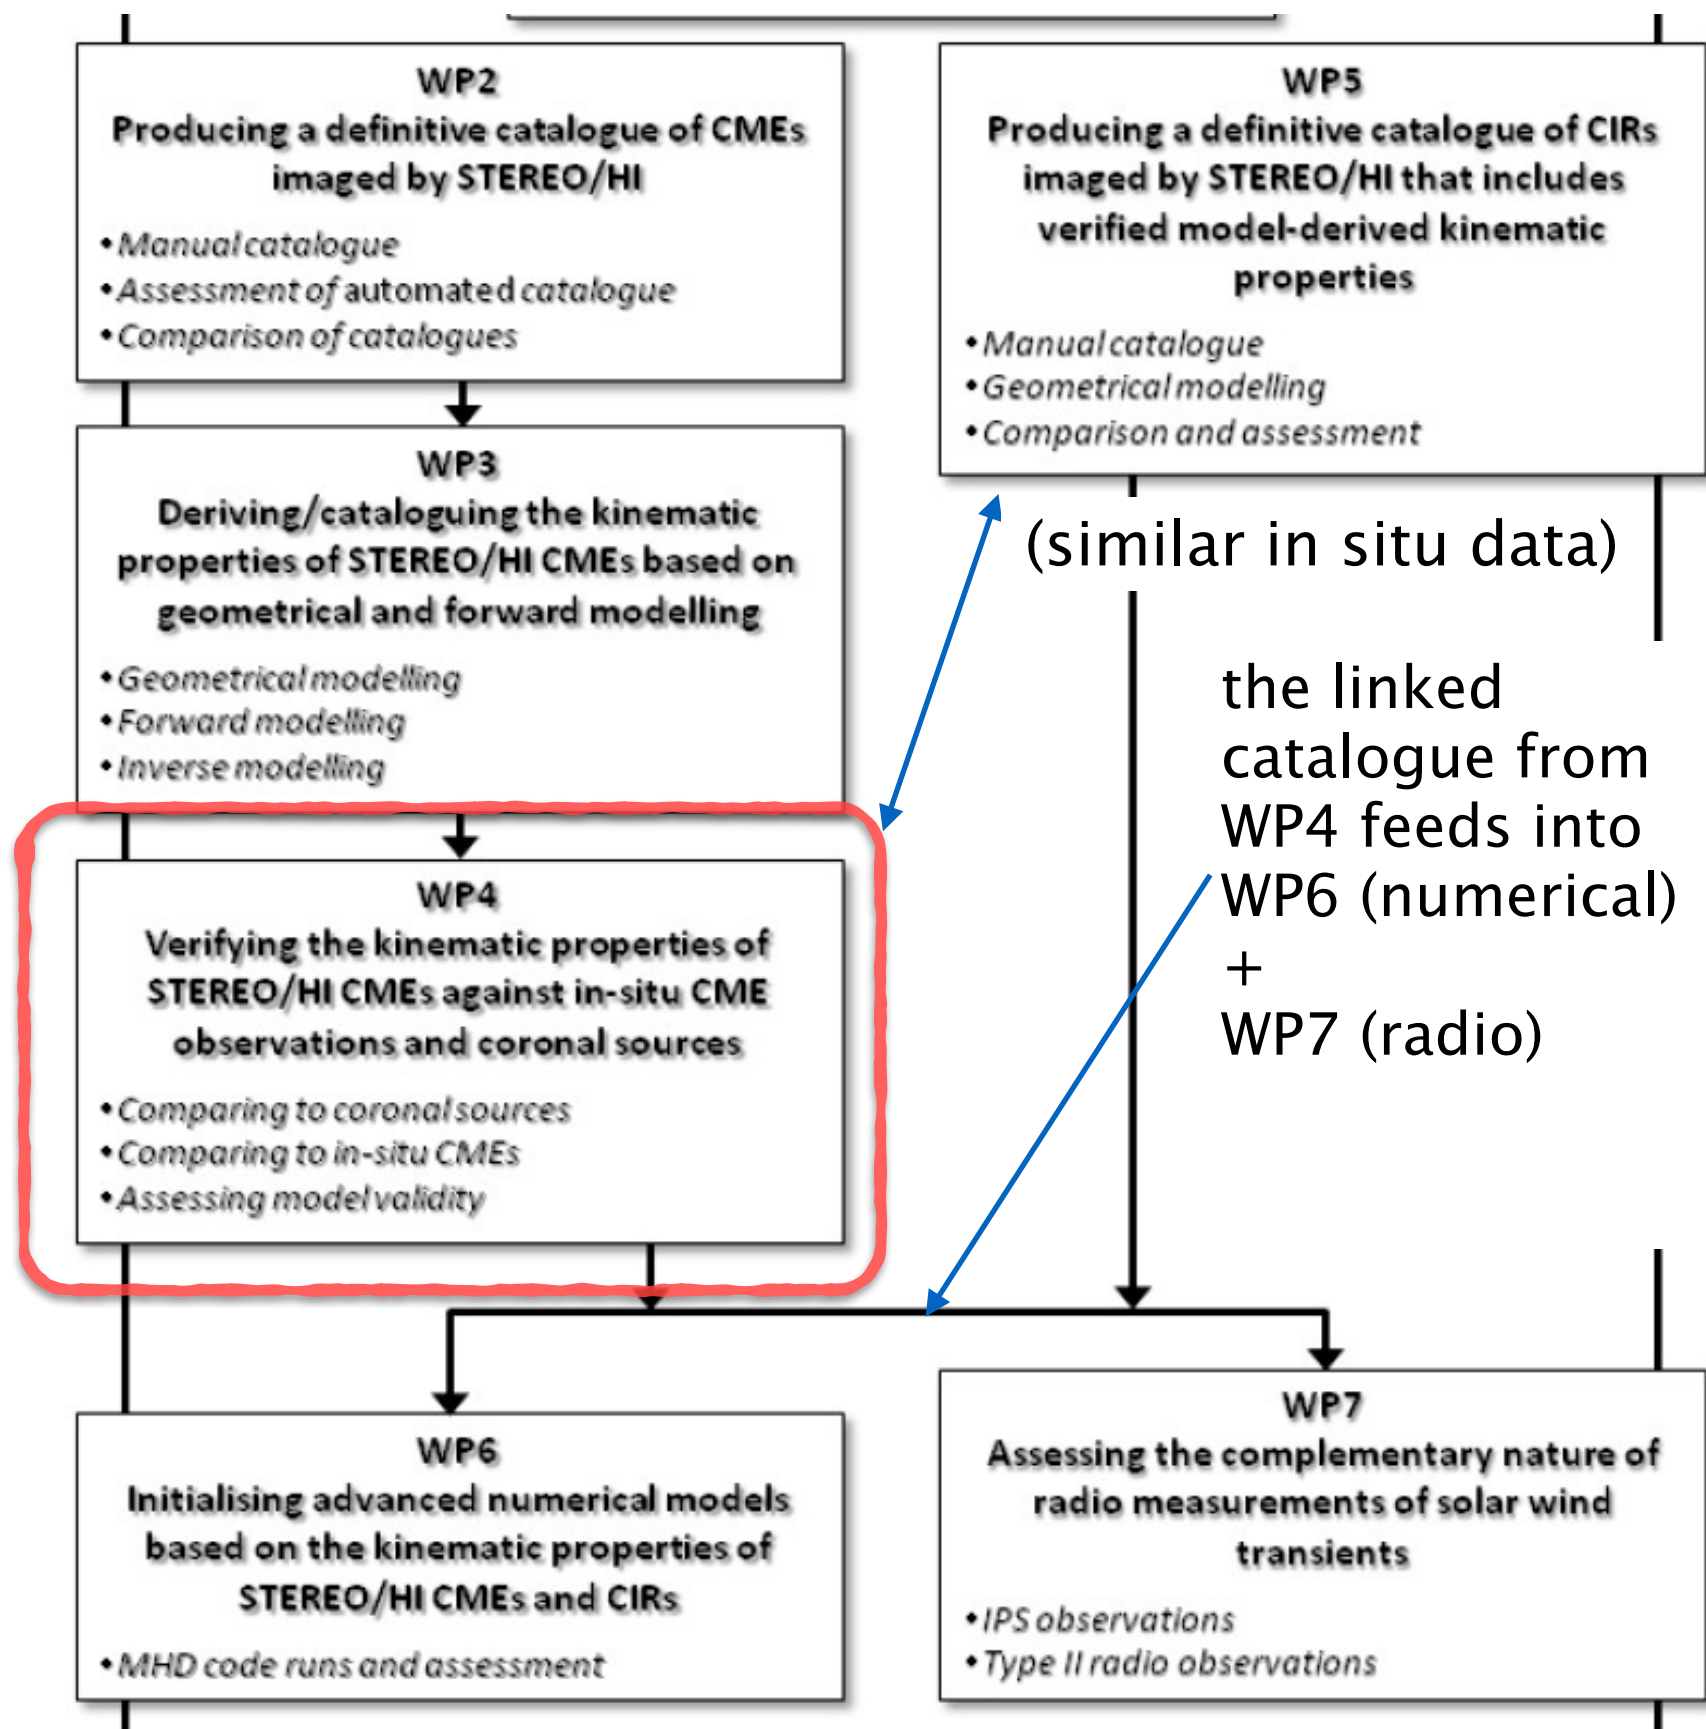 WP2
Producing a definitive catalogue of CMEs
imaged by STEREO/HI
• Manual catalogue
• Assessment of automated catalogue
• Comparison of catalogues
WP5
Producing a definitive catalogue of CIRs
imaged by STEREO/HI that includes
verified model-derived kinematic
properties
• Manual catalogue
• Geometrical modelling
• Comparison and assessment
WP3
Deriving/cataloguing the kinematic
properties of STEREO/HI CMEs based on
geometrical and forward modelling
• Geometrical modelling
• Forward modelling
• Inverse modelling
(similar in situ data)
the linked
catalogue from
WP4 feeds into
WP6 (numerical)
+
WP7 (radio)
WP4
Verifying the kinematic properties of
STEREO/HI CMEs against in-situ CME
observations and coronal sources
• Comparing to coronal sources
• Comparing to in-situ CMEs
• Assessing model validity
WP6
Initialising advanced numerical models
based on the kinematic properties of
STEREO/HI CMEs and CIRs
• MHD code runs and assessment
WP7
Assessing the complementary nature of
radio measurements of solar wind
transients
• IPS observations
• Type II radio observations